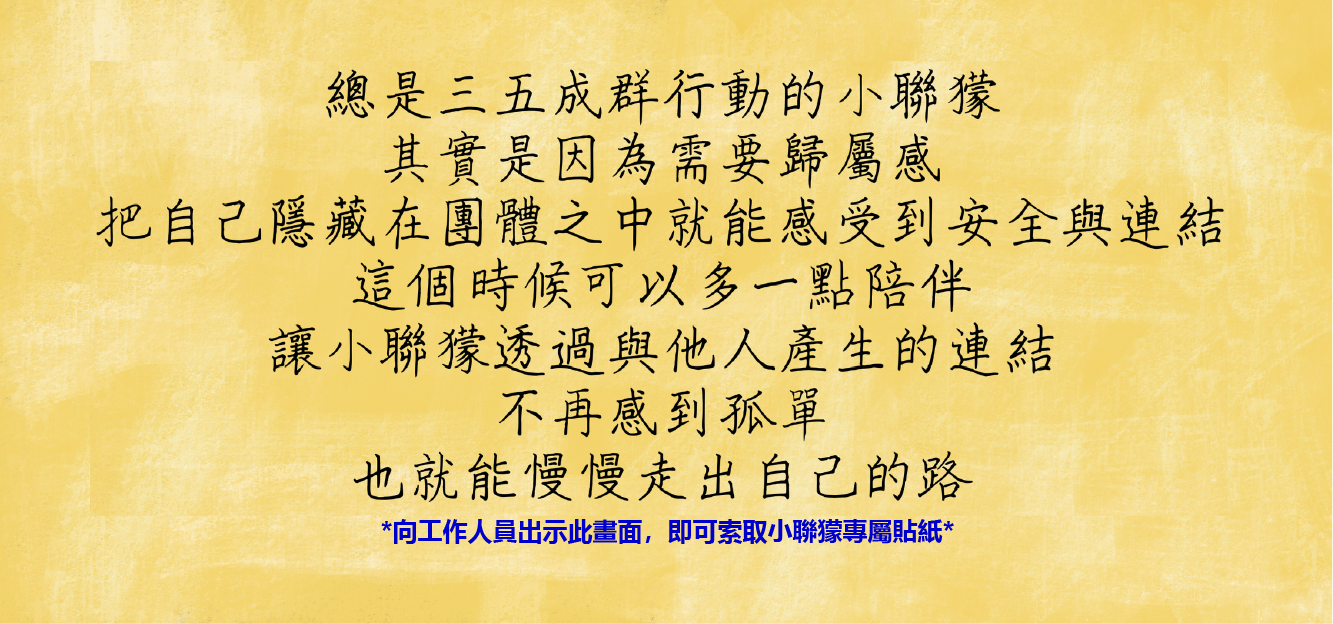 總是三五成群行動的小聯獴
其實是因為需要歸屬感
把自己隱藏在團體之中就能感受到安全與連結
這個時候可以多一點陪伴
讓小聯獴透過與他人產生的連結
不再感到孤單
也就能慢慢走出自己的路
*向工作人員出示此畫面，即可索取小聯獴專屬貼紙*